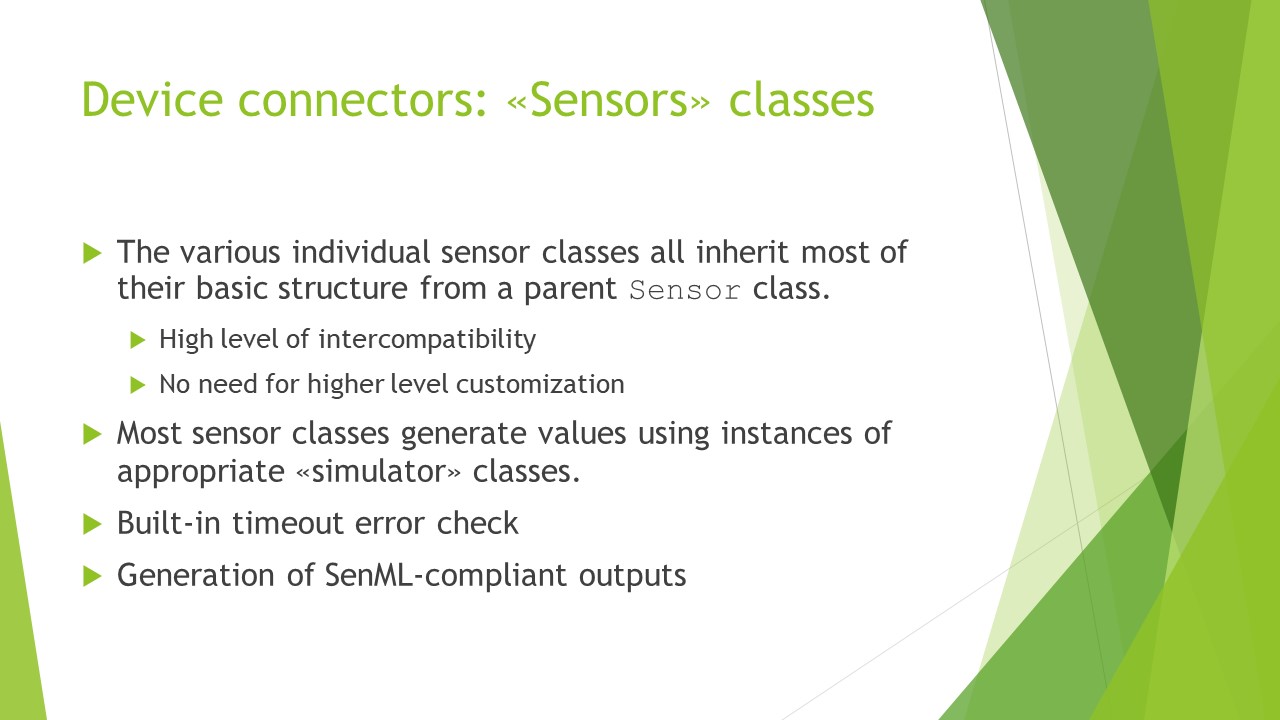 Device connectors: «Sensors» classes
The various individual sensor classes all inherit most of
their basic structure from a parent Sensor class.
High level of intercompatibility
No need for higher level customization
Most sensor classes generate values using instances of
appropriate «simulator» classes.
Built-in timeout error check
Generation of SenML-compliant outputs